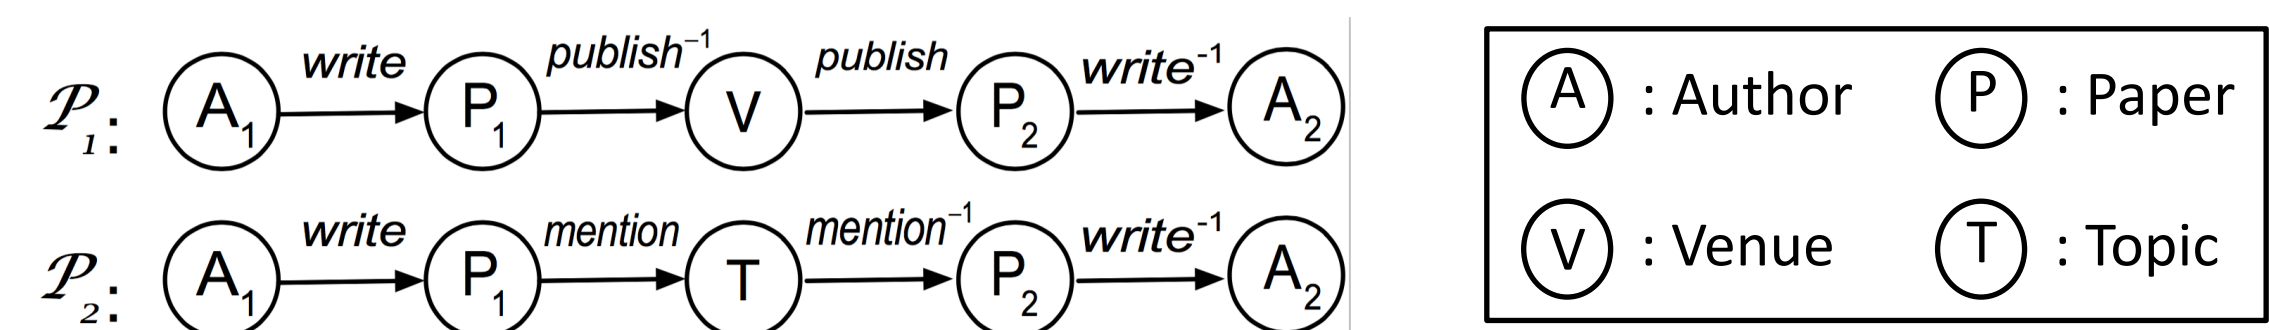 write publish⁻¹ publish write⁻¹
𝒫₁: A₁ P₁ V P₂ A₂
write mention mention⁻¹ write⁻¹
𝒫₂: A₁ P₁ T P₂ A₂
A : Author P : Paper
V : Venue T : Topic